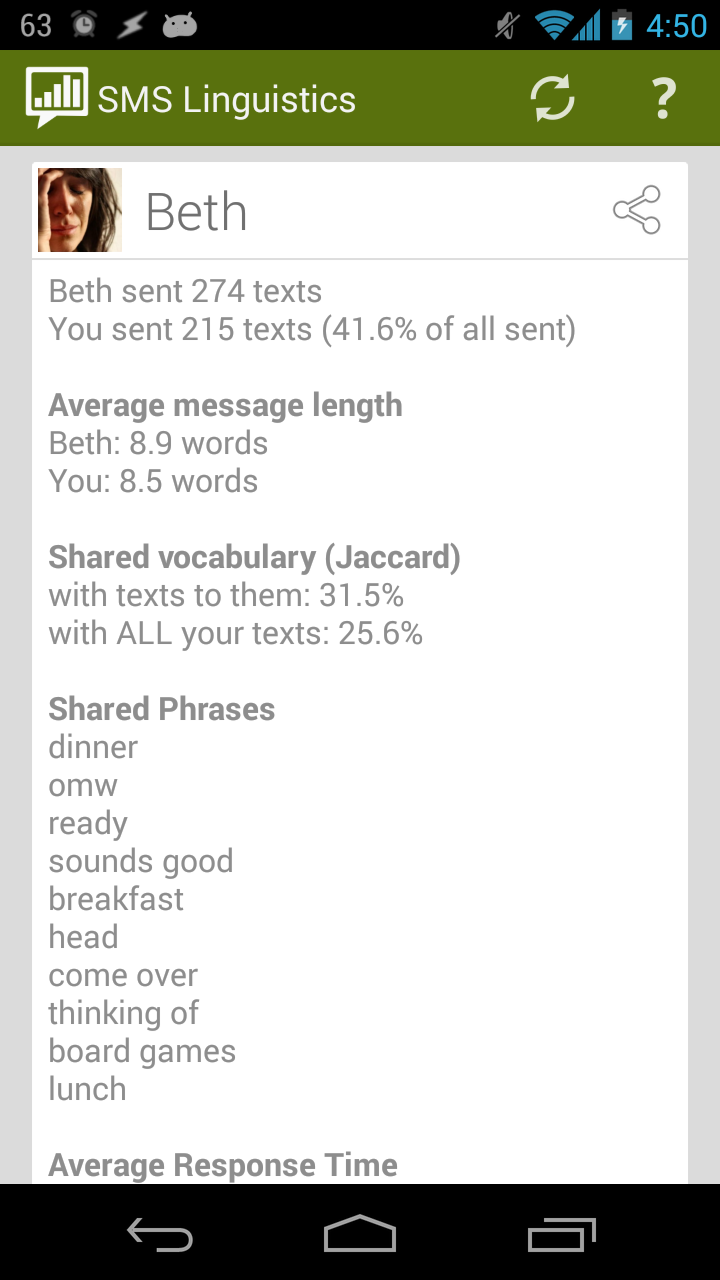 63
4:50
SMS Linguistics
?
Beth
Beth sent 274 texts
You sent 215 texts (41.6% of all sent)
Average message length
Beth: 8.9 words
You: 8.5 words
Shared vocabulary (Jaccard)
with texts to them: 31.5%
with ALL your texts: 25.6%
Shared Phrases
dinner
omw
ready
sounds good
breakfast
head
come over
thinking of
board games
lunch
Average Response Time